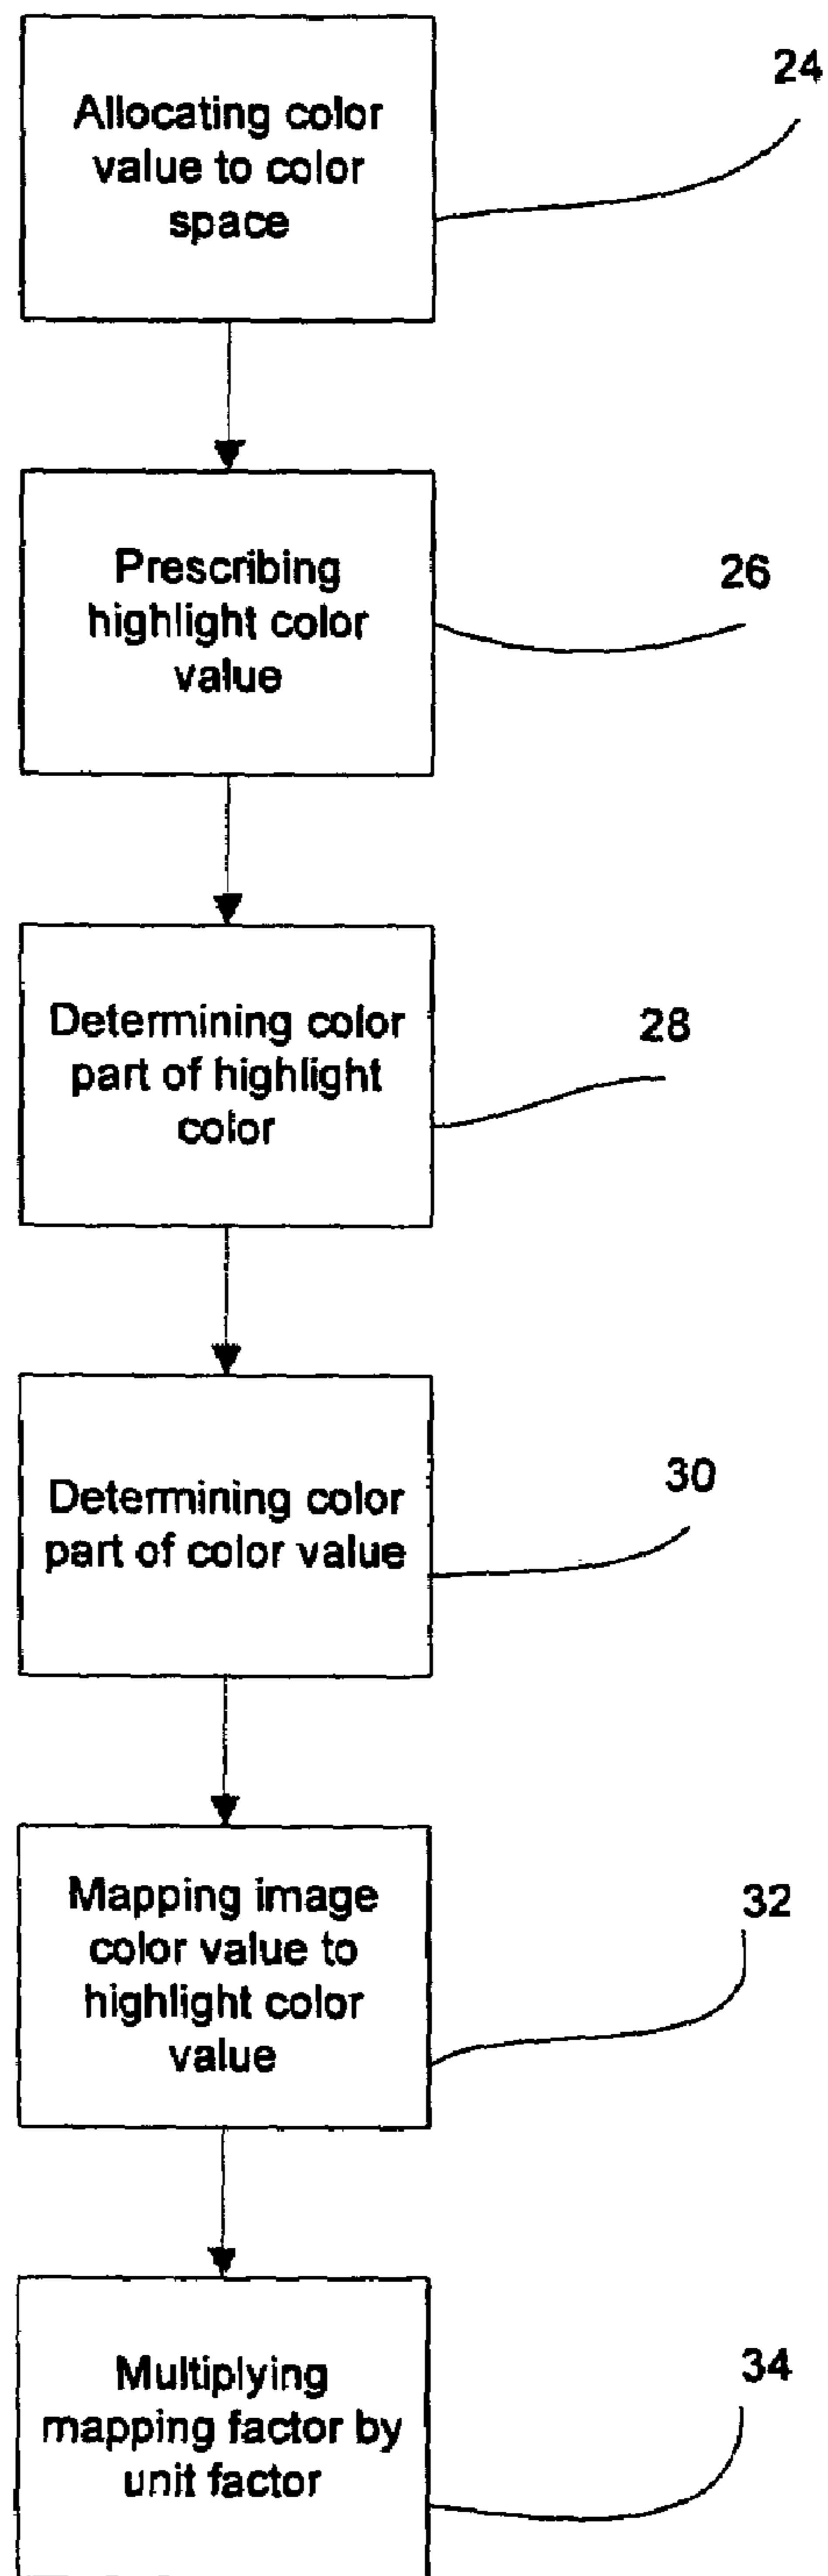 Allocating color
value to color
space
24
Prescribing
highlight color
value
26
Determining color
part of highlight
color
28
Determining color
part of color value
30
Mapping image
color value to
highlight color
value
32
Multiplying
mapping factor by
unit factor
34